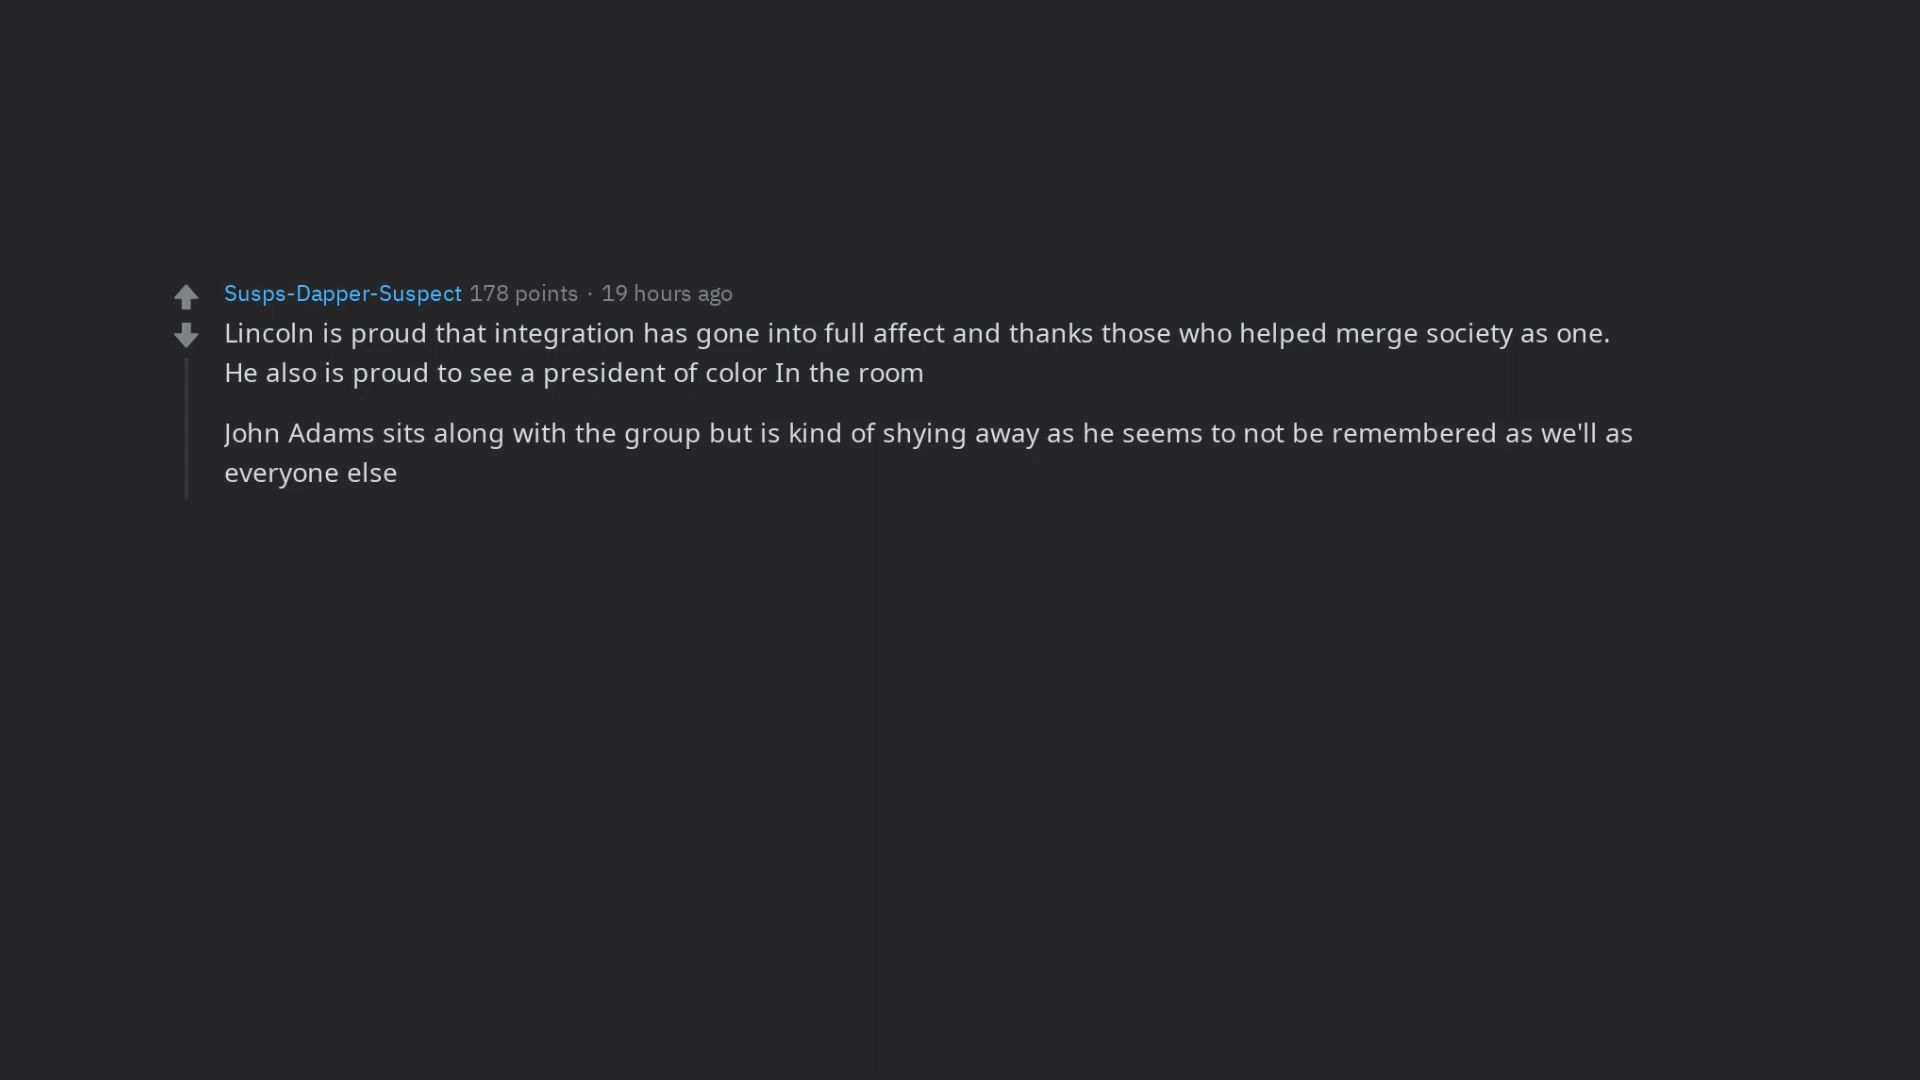 Susps-Dapper-Suspect 178 points · 19 hours ago
Lincoln is proud that integration has gone into full affect and thanks those who helped merge society as one.
He also is proud to see a president of color In the room
John Adams sits along with the group but is kind of shying away as he seems to not be remembered as we'll as
everyone else